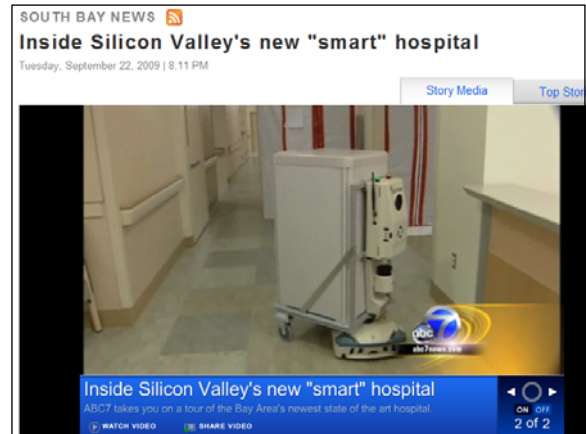 SOUTH BAY NEWS
Inside Silicon Valley's new "smart" hospital
Tuesday, September 22, 2009 | 8:11 PM
Story Media
Top Stor
abc 7
abc7news.com
Inside Silicon Valley's new "smart" hospital
ABC7 takes you on a tour of the Bay Area's newest state of the art hospital.
WATCH VIDEO
SHARE VIDEO
ON OFF
2 of 2